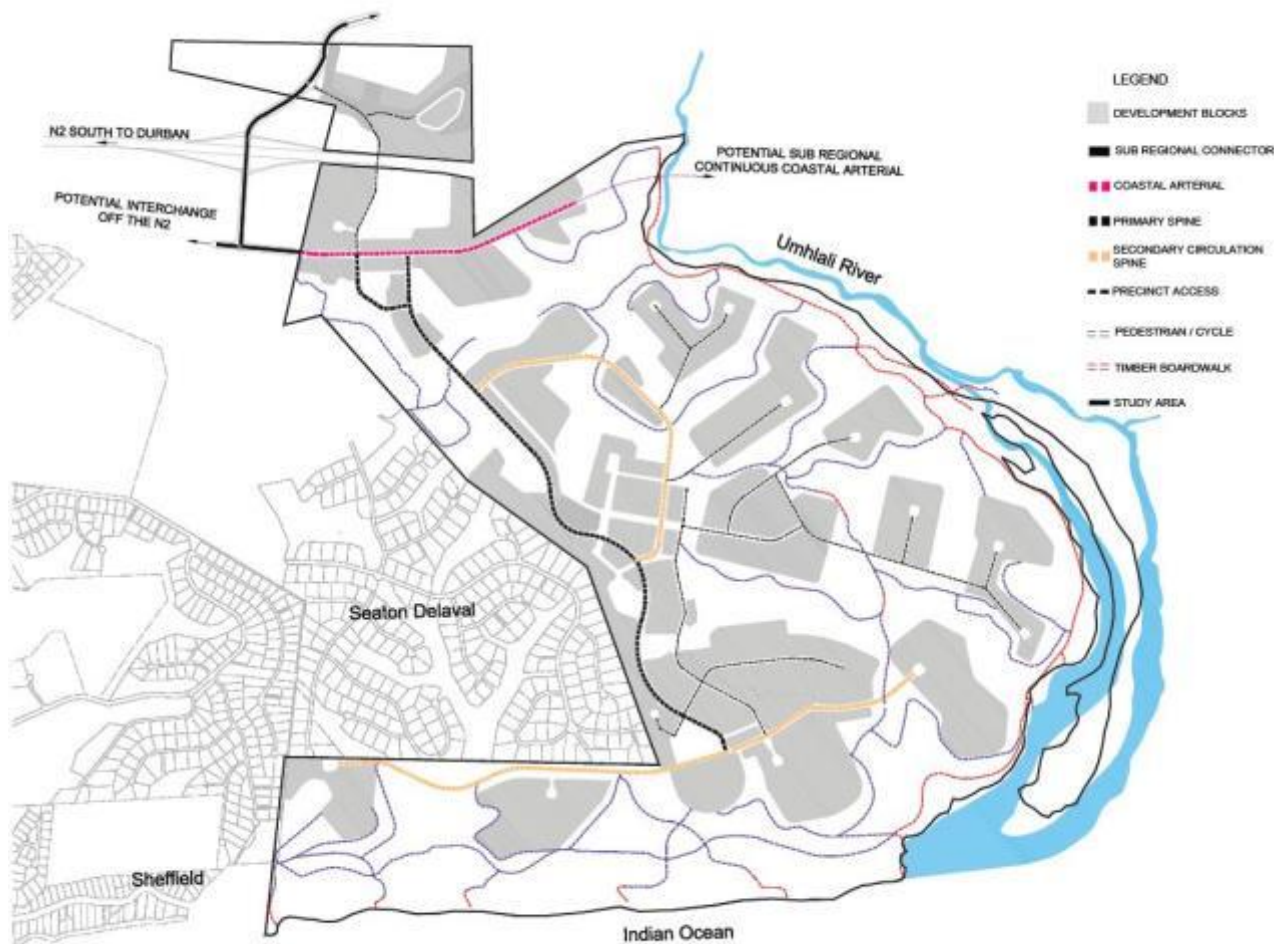 N2 SOUTH TO DURBAN
POTENTIAL INTERCHANGE
OFF THE N2
POTENTIAL SUB REGIONAL
CONTINUOUS COASTAL ARTERIAL
Umhlali River
Seaton Delaval
Sheffield
Indian Ocean
LEGEND
DEVELOPMENT BLOCKS
SUB REGIONAL CONNECTOR
COASTAL ARTERIAL
PRIMARY SPINE
SECONDARY CIRCULATION
SPINE
PRECINCT ACCESS
PEDESTRIAN / CYCLE
TIMBER BOARDWALK
STUDY AREA